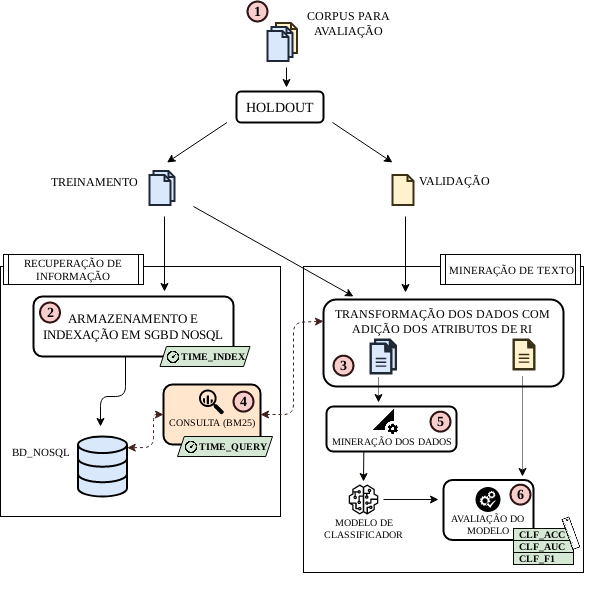 1
CORPUS PARA
AVALIAÇÃO
HOLDOUT
TREINAMENTO
VALIDAÇÃO
RECUPERAÇÃO DE
INFORMAÇÃO
MINERAÇÃO DE TEXTO
2
ARMAZENAMENTO E
INDEXAÇÃO EM SGBD NOSQL
TIME_INDEX
TRANSFORMAÇÃO DOS DADOS COM
ADIÇÃO DOS ATRIBUTOS DE RI
3
4
CONSULTA (BM25)
TIME_QUERY
BD_NOSQL
5
MINERAÇÃO DOS DADOS
MODELO DE
CLASSIFICADOR
6
AVALIAÇÃO DO
MODELO
CLF_ACC
CLF_AUC
CLF_F1